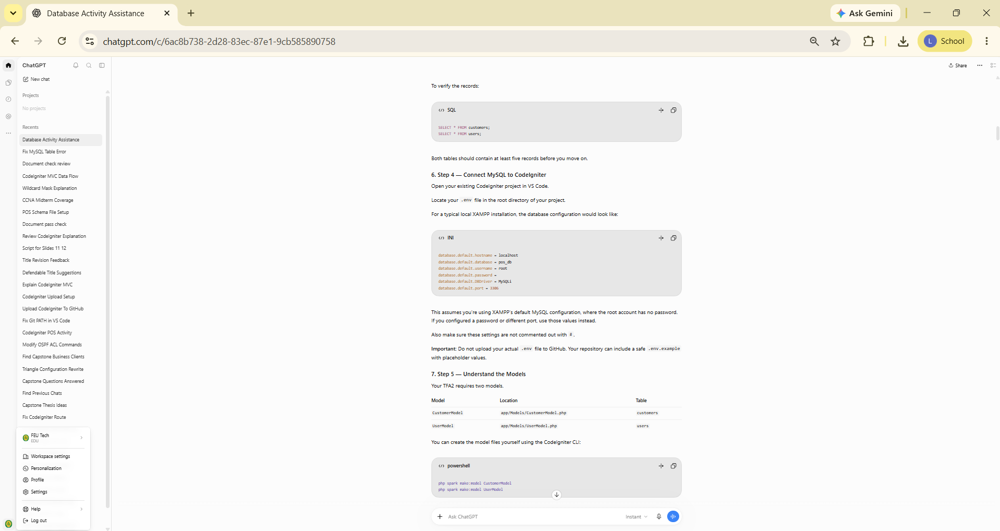 Database Activity Assistance
Ask Gemini
chatgpt.com/c/6ac8b738-2d28-83ec-87e1-9cb585890758
L School
ChatGPT
New chat
Projects
No projects
Recents
Database Activity Assistance
Fix MySQL Table Error
Document check review
CodeIgniter MVC Data Flow
Wildcard Mask Explanation
CCNA Midterm Coverage
POS Schema File Setup
Document pass check
Review CodeIgniter Explanation
Script for Slides 11 12
Title Revision Feedback
Defendable Title Suggestions
Explain CodeIgniter MVC
CodeIgniter Upload Setup
Upload CodeIgniter To GitHub
Fix Git PATH in VS Code
CodeIgniter POS Activity
Modify OSPF ACL Commands
Find Capstone Business Clients
Triangle Configuration Rewrite
Capstone Questions Answered
Find Previous Chats
Capstone Thesis Ideas
Fix CodeIgniter Route
FEU Tech
EDU
Workspace settings
Personalization
Profile
Settings
Help
Log out
Share
To verify the records:
SQL
SELECT * FROM customers;
SELECT * FROM users;
Both tables should contain at least five records before you move on.
6. Step 4 — Connect MySQL to CodeIgniter
Open your existing CodeIgniter project in VS Code.
Locate your .env file in the root directory of your project.
For a typical local XAMPP installation, the database configuration would look like:
INI
database.default.hostname = localhost
database.default.database = pos_db
database.default.username = root
database.default.password =
database.default.DBDriver = MySQLi
database.default.port = 3306
This assumes you're using XAMPP's default MySQL configuration, where the root account has no password.
If you configured a password or different port, use those values instead.
Also make sure these settings are not commented out with #.
Important: Do not upload your actual .env file to GitHub. Your repository can include a safe .env.example
with placeholder values.
7. Step 5 — Understand the Models
Your TFA2 requires two models.
Model Location Table
CustomerModel app/Models/CustomerModel.php customers
UserModel app/Models/UserModel.php users
You can create the model files yourself using the CodeIgniter CLI:
powershell
php spark make:model CustomerModel
php spark make:model UserModel
Ask ChatGPT
Instant